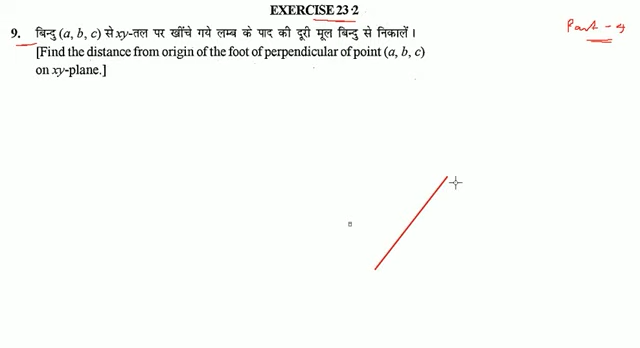 EXERCISE 23·2
Part - 4
9. बिन्दु (a, b, c) से xy-तल पर खींचे गये लम्ब के पाद की दूरी मूल बिन्दु से निकालें।
[Find the distance from origin of the foot of perpendicular of point (a, b, c)
on xy-plane.]